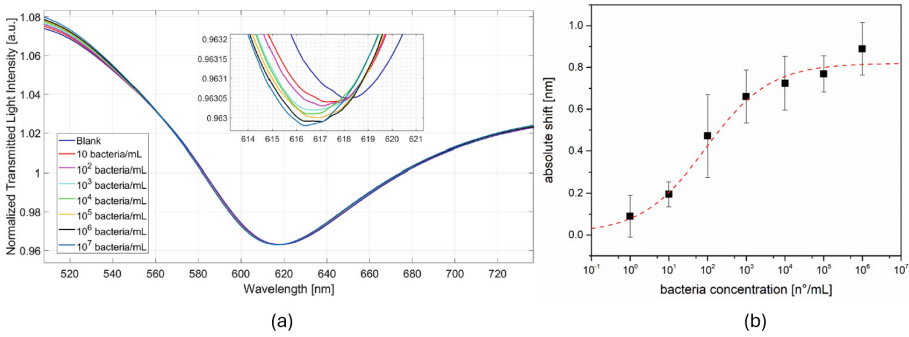 1.08
1.06
1.04
1.02
1
0.98
0.96
Normalized Transmitted Light Intensity [a.u.]
520 540 560 580 600 620 640 660 680 700 720
Wavelength [nm]
Blank
10 bacteria/mL
10² bacteria/mL
10³ bacteria/mL
10⁴ bacteria/mL
10⁵ bacteria/mL
10⁶ bacteria/mL
10⁷ bacteria/mL
0.9632
0.96315
0.9631
0.96305
0.963
614 615 616 617 618 619 620 621
(a)
1.0
0.8
0.6
0.4
0.2
0.0
absolute shift [nm]
10⁻¹ 10⁰ 10¹ 10² 10³ 10⁴ 10⁵ 10⁶ 10⁷
bacteria concentration [n°/mL]
(b)